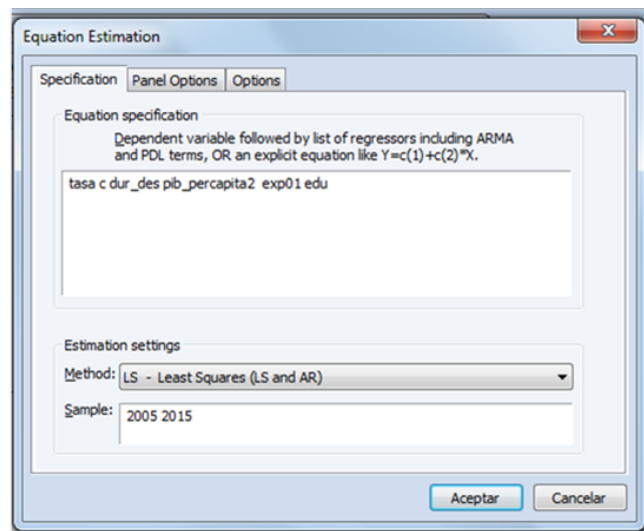 Equation Estimation
Specification Panel Options Options
Equation specification
Dependent variable followed by list of regressors including ARMA
and PDL terms, OR an explicit equation like Y=c(1)+c(2)*X.
tasa c dur_des pib_percapita2 exp01 edu
Estimation settings
Method: LS - Least Squares (LS and AR)
Sample: 2005 2015
Aceptar Cancelar